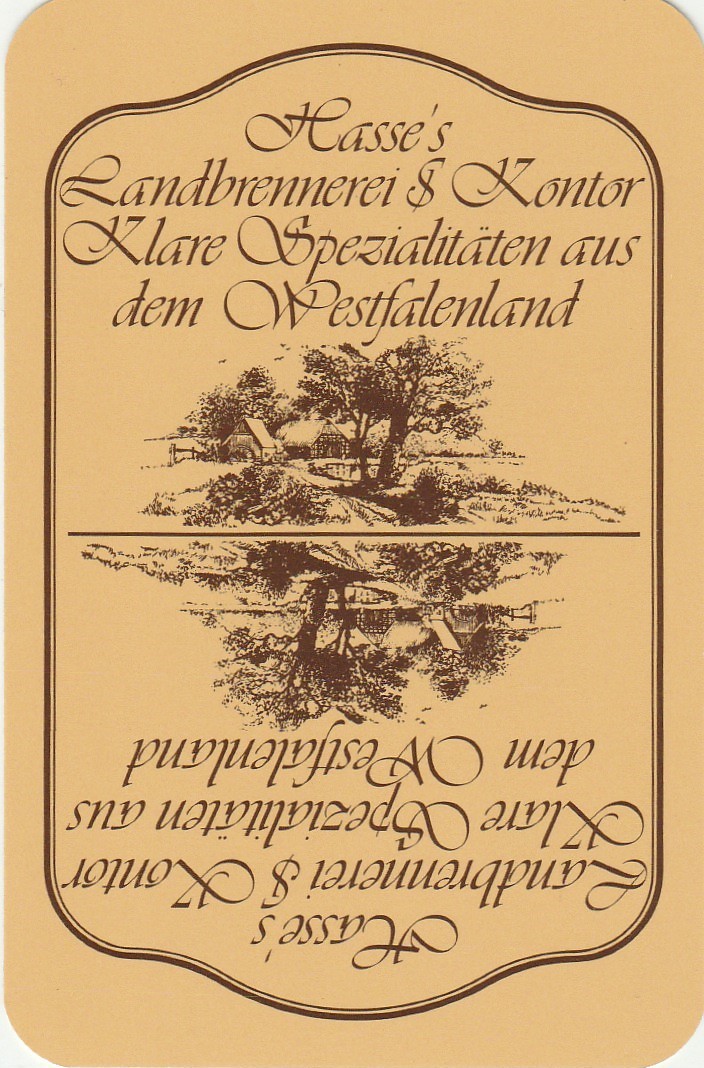 Hasse's
Landbrennerei & Kontor
Klare Spezialitäten aus
dem Westfalenland
Hasse's
Landbrennerei & Kontor
Klare Spezialitäten aus
dem Westfalenland